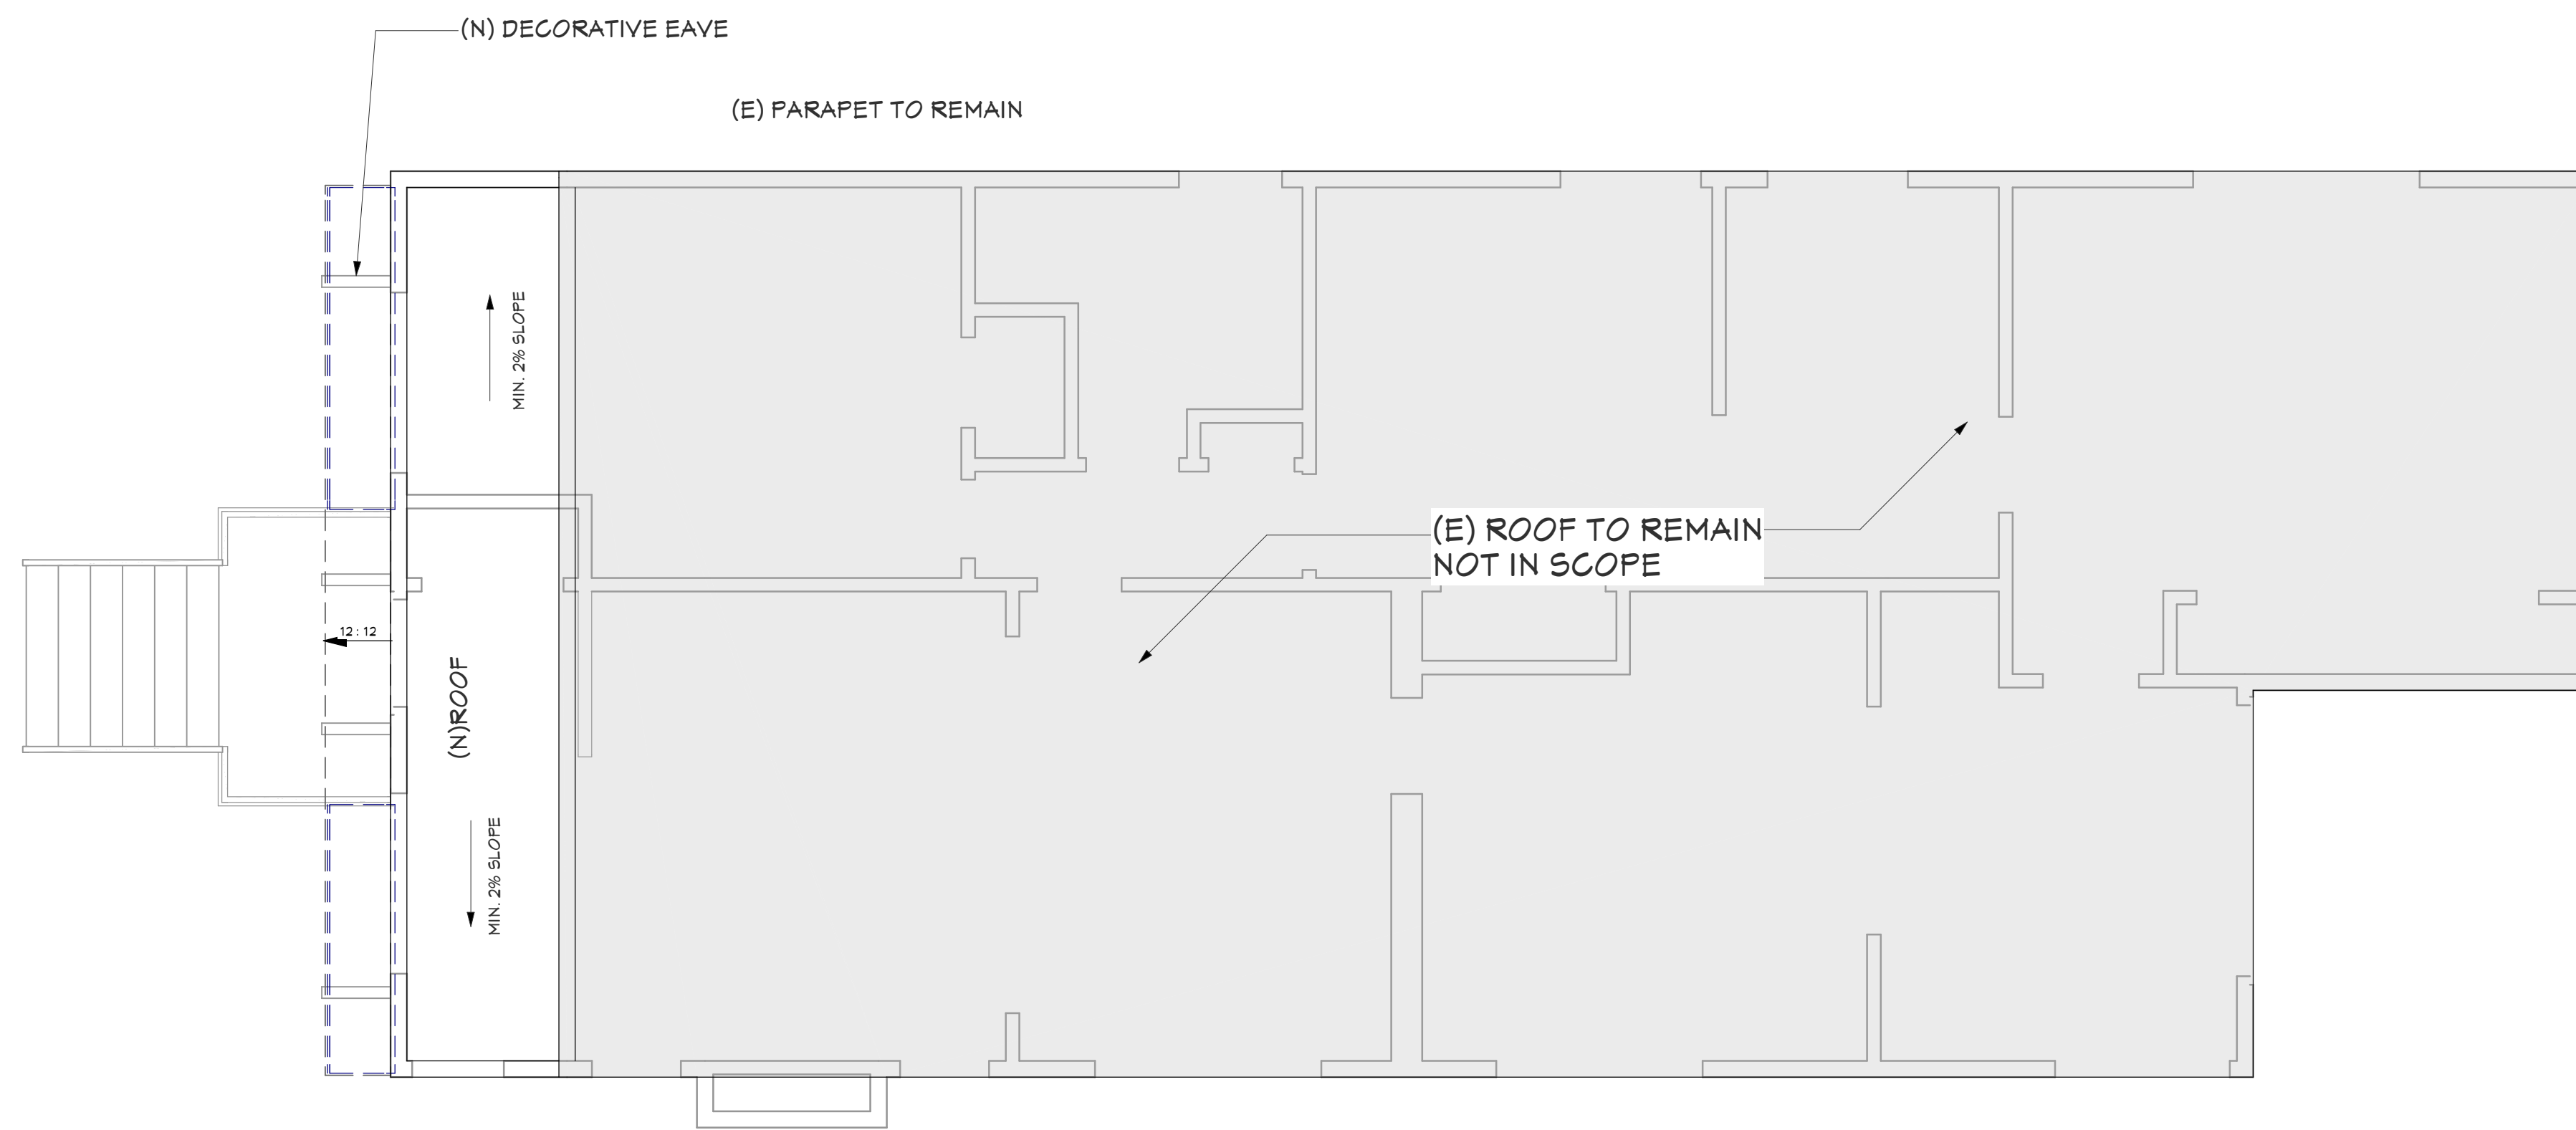 (N) DECORATIVE EAVE
(E) PARAPET TO REMAIN
MIN. 2% SLOPE
(E) ROOF TO REMAIN
NOT IN SCOPE
12:12
(N)ROOF
MIN. 2% SLOPE